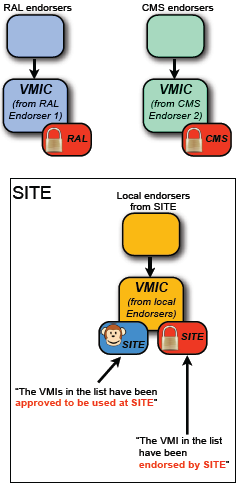 RAL endorsers
CMS endorsers
VMIC
(from RAL
Endorser 1)
RAL
VMIC
(from CMS
Endorser 2)
CMS
SITE
Local endorsers
from SITE
VMIC
(from local
Endorsers)
SITE
SITE
“The VMIs in the list have been
approved to be used at SITE”
“The VMI in the list
have been
endorsed by SITE”